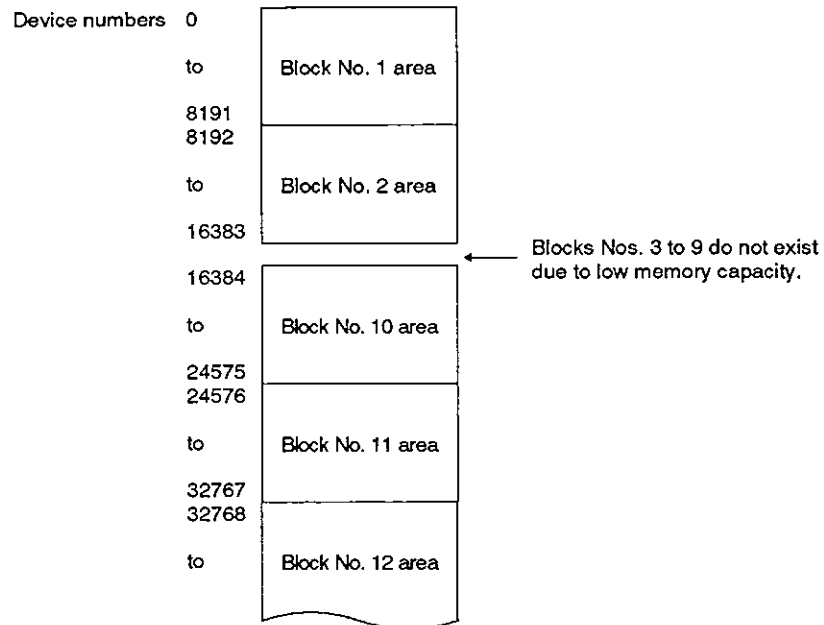 Device numbers 0
to
Block No. 1 area
8191
8192
to
Block No. 2 area
16383
Blocks Nos. 3 to 9 do not exist
due to low memory capacity.
16384
to
Block No. 10 area
24575
24576
to
Block No. 11 area
32767
32768
to
Block No. 12 area